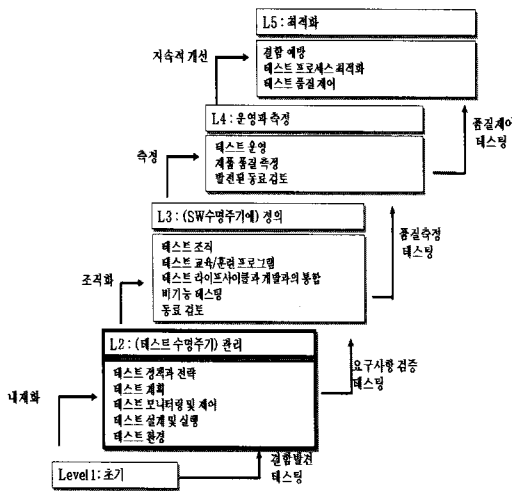 L5: 최적화
지속적 개선
결함 예방
테스트 프로세스 최적화
테스트 품질 제어
L4: 운영과 측정
품질제어
테스팅
측정
테스트 운영
제품 품질 측정
발전된 동료 검토
L3: (SW수명주기에) 정의
품질측정
테스팅
조직화
테스트 조직
테스트 교육/훈련 프로그램
테스트 라이프사이클과 개발과의 통합
비기능 테스팅
동료 검토
L2: (테스트 수명주기) 관리
요구사항 검증
테스팅
내재화
테스트 정책과 전략
테스트 계획
테스트 모니터링 및 제어
테스트 설계 및 실행
테스트 환경
Level1: 초기
결함발견
테스팅